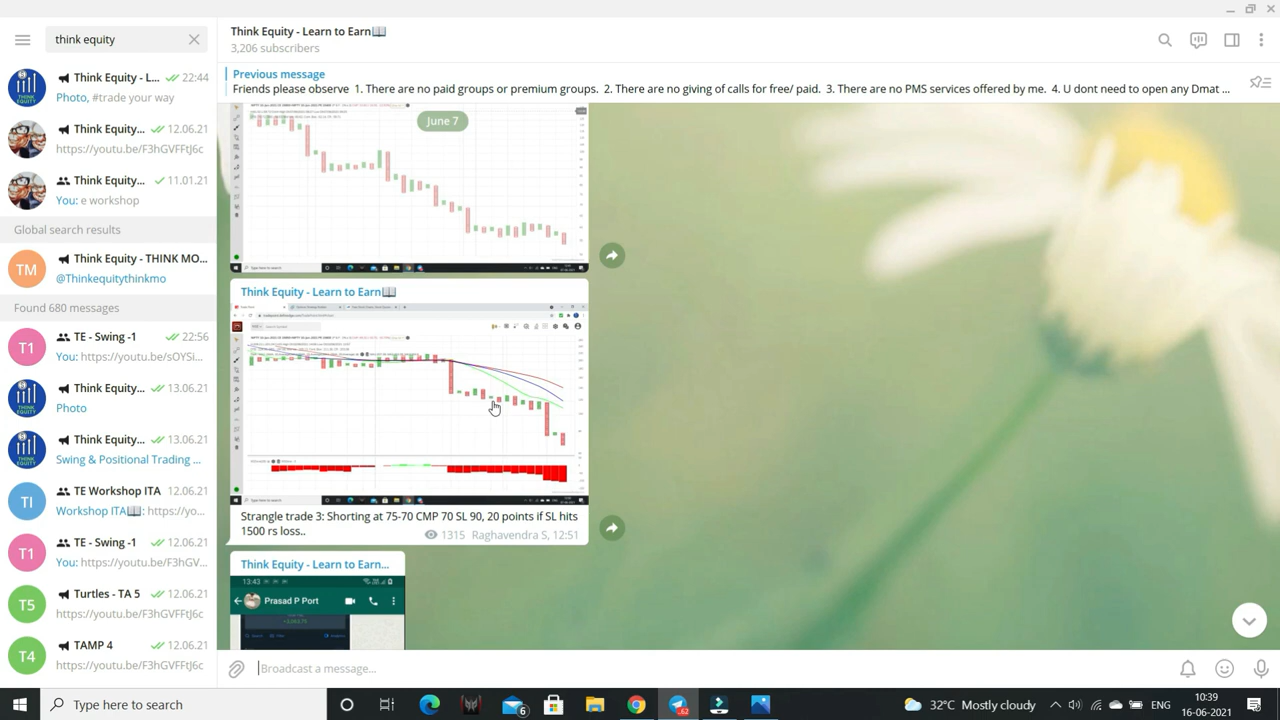 think equity
Think Equity - Learn to Earn📖
3,206 subscribers
Previous message
Friends please observe 1. There are no paid groups or premium groups. 2. There are no giving of calls for free/ paid. 3. There are no PMS services offered by me. 4. U dont need to open any Dmat ...
Think Equity - L... 22:44
Photo, on your way
Think Equity... 12.06.21
https://youtu.be/F3hGVFFtJ6c
Think Equity... 11.01.21
You: e workshop
Global search results
TM
Think Equity - THINK MO...
@Thinkequitythinkmo
Found 680 messages
T1
TE - Swing -1 22:56
Think Equity... 13.06.21
Photo
Think Equity... 13.06.21
Swing & Positional Trading ...
TI
TE Workshop ITA 12.06.21
Workshop ITA📖: https://yo...
T1
TE - Swing -1 12.06.21
You: https://youtu.be/F3hGV...
T5
Turtles - TA 5 12.06.21
https://youtu.be/F3hGVFFtJ6c
T4
TAMP 4 12.06.21
https://youtu.be/F3hGVFFtJ6c
June 7
Think Equity - Learn to Earn📖
Strangle trade 3: Shorting at 75-70 CMP 70 SL 90, 20 points if SL hits
1500 rs loss..
1315 Raghavendra S, 12:51
Think Equity - Learn to Earn...
13:43
Prasad P Port
Broadcast a message...
Type here to search
6
62
32°C Mostly cloudy
ENG
10:39
16-06-2021